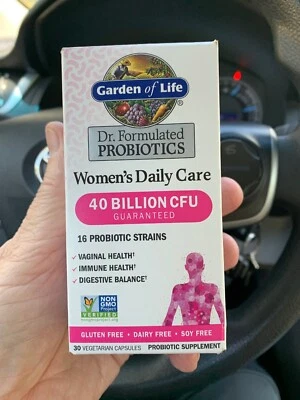 Garden of Life
Dr. Formulated
PROBIOTICS
Women's Daily Care
40 BILLION CFU
GUARANTEED
16 PROBIOTIC STRAINS
✓ VAGINAL HEALTH†
✓ IMMUNE HEALTH†
✓ DIGESTIVE BALANCE†
NON
GMO
Project
VERIFIED
GLUTEN FREE • DAIRY FREE • SOY FREE
30 VEGETARIAN CAPSULES PROBIOTIC SUPPLEMENT